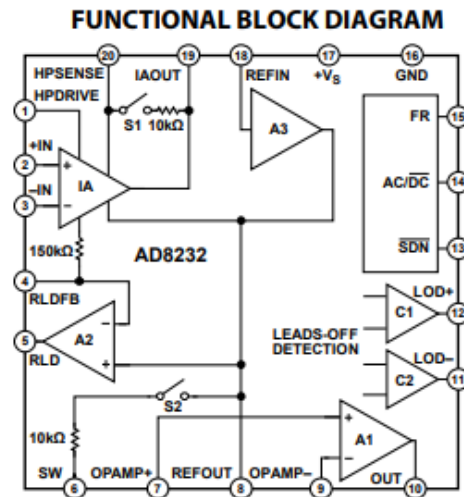 FUNCTIONAL BLOCK DIAGRAM
20 19 18 17 16
HPSENSE IAOUT REFIN +VS GND
HPDRIVE
1
S1 10kΩ
A3
FR 15
+IN
2 +
IA
–IN
3 –
AC/DC 14
150kΩ
AD8232
SDN 13
4
RLDFB
–
LOD+
C1
12
5
RLD
A2
+
LEADS-OFF
DETECTION
LOD–
C2
11
S2
10kΩ
+
A1
–
SW OPAMP+ REFOUT OPAMP– OUT
6 7 8 9 10